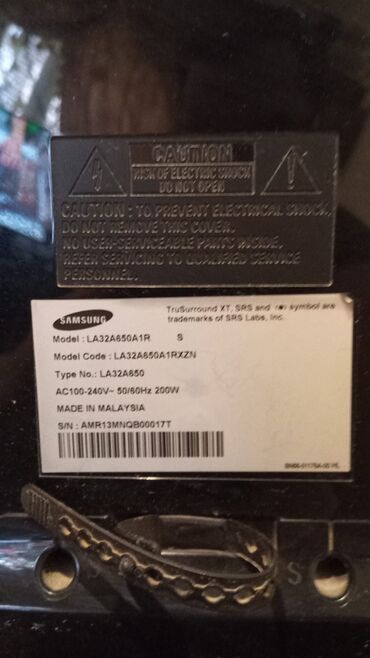 CAUTION
RISK OF ELECTRIC SHOCK
DO NOT OPEN
CAUTION : TO PREVENT ELECTRICAL SHOCK,
DO NOT REMOVE THIS COVER.
NO USER-SERVICEABLE PARTS INSIDE.
REFER SERVICING TO QUALIFIED SERVICE
PERSONNEL.
SAMSUNG
TruSurround XT, SRS and (●) symbol are
trademarks of SRS Labs, Inc.
Model : LA32A650A1R S
Model Code : LA32A650A1RXZN
Type No.: LA32A650
AC100-240V~ 50/60Hz 200W
MADE IN MALAYSIA
S/N : AMR13MNQB00017T
S